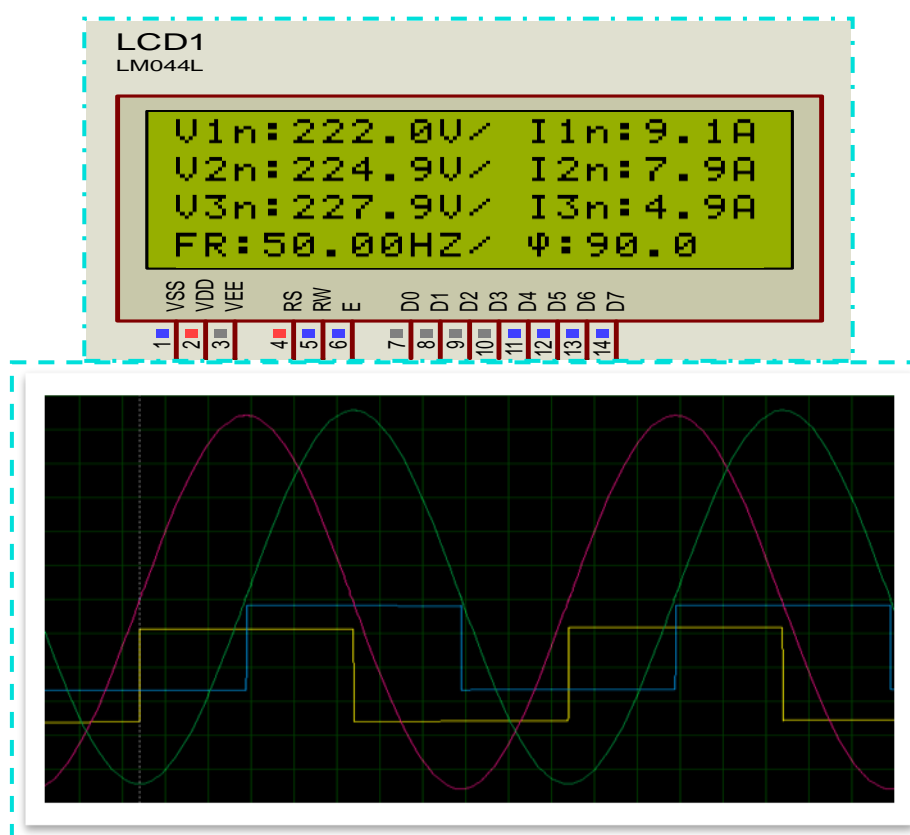 LCD1
LM044L
V1n:222.0V/ I1n:9.1A
V2n:224.9V/ I2n:7.9A
V3n:227.9V/ I3n:4.9A
FR:50.00HZ/ φ:90.0
VSS VDD VEE RS RW E D0 D1 D2 D3 D4 D5 D6 D7
1 2 3 4 5 6 7 8 9 10 11 12 13 14